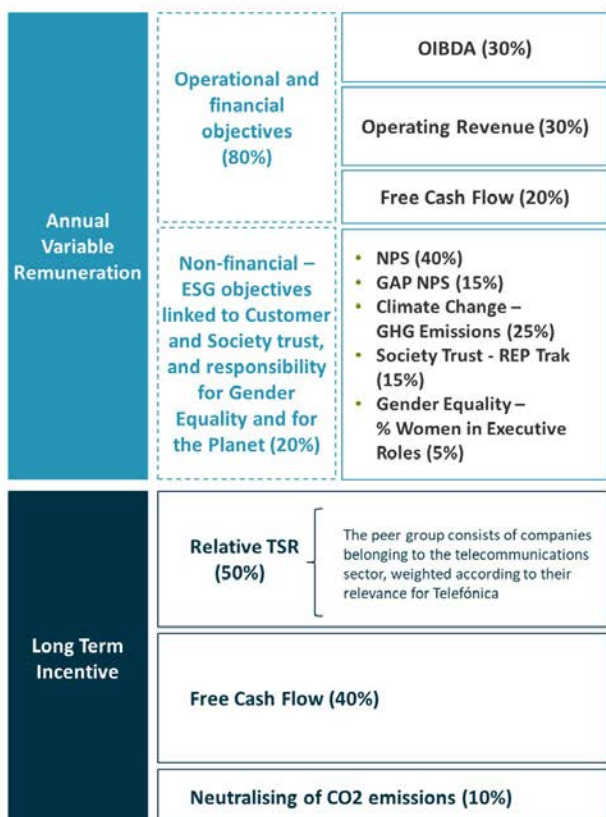 Annual
Variable
Remuneration
Operational and
financial
objectives
(80%)
OIBDA (30%)
Operating Revenue (30%)
Free Cash Flow (20%)
Non-financial –
ESG objectives
linked to Customer
and Society trust,
and responsibility
for Gender
Equality and for
the Planet (20%)
• NPS (40%)
• GAP NPS (15%)
• Climate Change –
GHG Emissions (25%)
• Society Trust - REP Trak
(15%)
• Gender Equality –
% Women in Executive
Roles (5%)
Long Term
Incentive
Relative TSR
(50%)
The peer group consists of companies
belonging to the telecommunications
sector, weighted according to their
relevance for Telefónica
Free Cash Flow (40%)
Neutralising of CO2 emissions (10%)